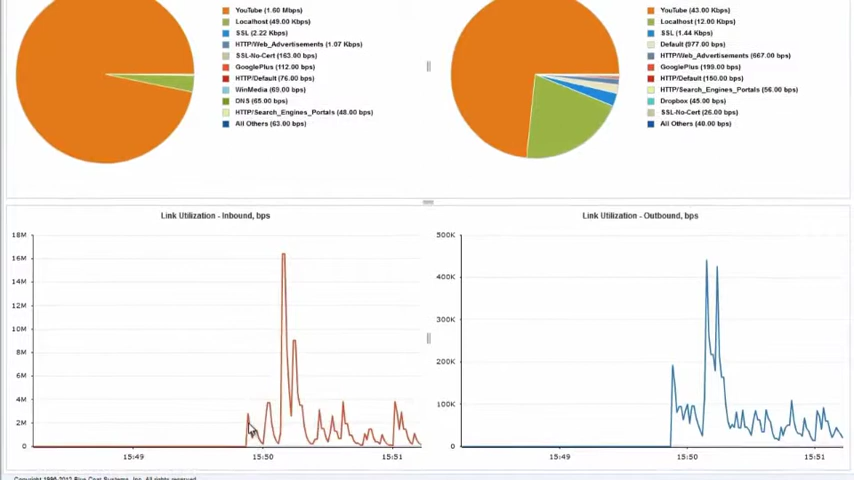 YouTube (1.60 Mbps)
Localhost (49.00 Kbps)
SSL (2.22 Kbps)
HTTP/Web_Advertisements (1.07 Kbps)
SSL-No-Cert (163.00 bps)
GooglePlus (112.00 bps)
HTTP/Default (76.00 bps)
WinMedia (69.00 bps)
DNS (65.00 bps)
HTTP/Search_Engines_Portals (48.00 bps)
All Others (63.00 bps)
YouTube (43.00 Kbps)
Localhost (12.00 Kbps)
SSL (1.44 Kbps)
Default (977.00 bps)
HTTP/Web_Advertisements (667.00 bps)
GooglePlus (199.00 bps)
HTTP/Default (160.00 bps)
HTTP/Search_Engines_Portals (56.00 bps)
Dropbox (45.00 bps)
SSL-No-Cert (26.00 bps)
All Others (40.00 bps)
Link Utilization - Inbound, bps
18M
16M
14M
12M
10M
8M
6M
4M
2M
0
15:49
15:50
15:51
Link Utilization - Outbound, bps
500K
400K
300K
200K
100K
0
15:49
15:50
15:51
Blue Coat Systems, Inc. All rights reserved.